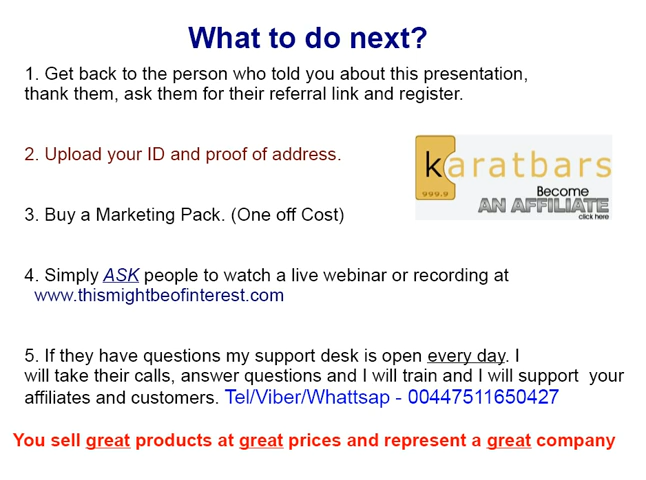 What to do next?
1. Get back to the person who told you about this presentation,
thank them, ask them for their referral link and register.
2. Upload your ID and proof of address.
karatbars
999.9
Become
AN AFFILIATE
click here
3. Buy a Marketing Pack. (One off Cost)
4. Simply ASK people to watch a live webinar or recording at
www.thismightbeofinterest.com
5. If they have questions my support desk is open every day. I
will take their calls, answer questions and I will train and I will support your
affiliates and customers. Tel/Viber/Whattsap - 00447511650427
You sell great products at great prices and represent a great company